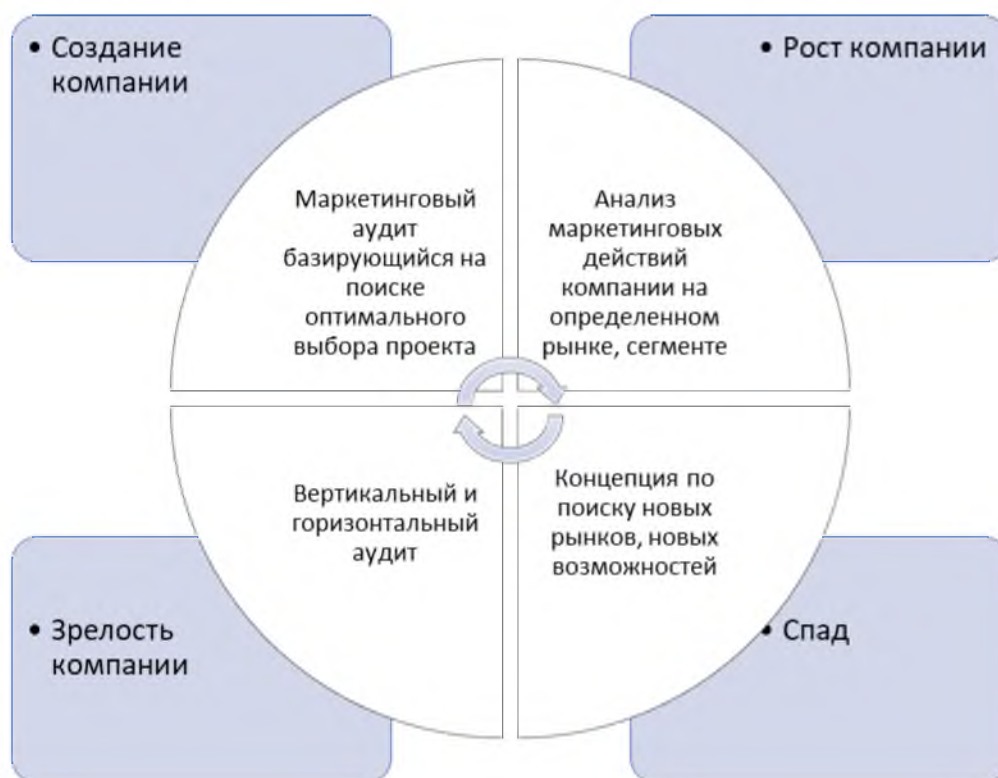 • Создание
компании
• Рост компании
Маркетинговый
аудит
базирующийся на
поиске
оптимального
выбора проекта
Анализ
маркетинговых
действий
компании на
определенном
рынке, сегменте
Вертикальный и
горизонтальный
аудит
Концепция по
поиску новых
рынков, новых
возможностей
• Зрелость
компании
• Спад